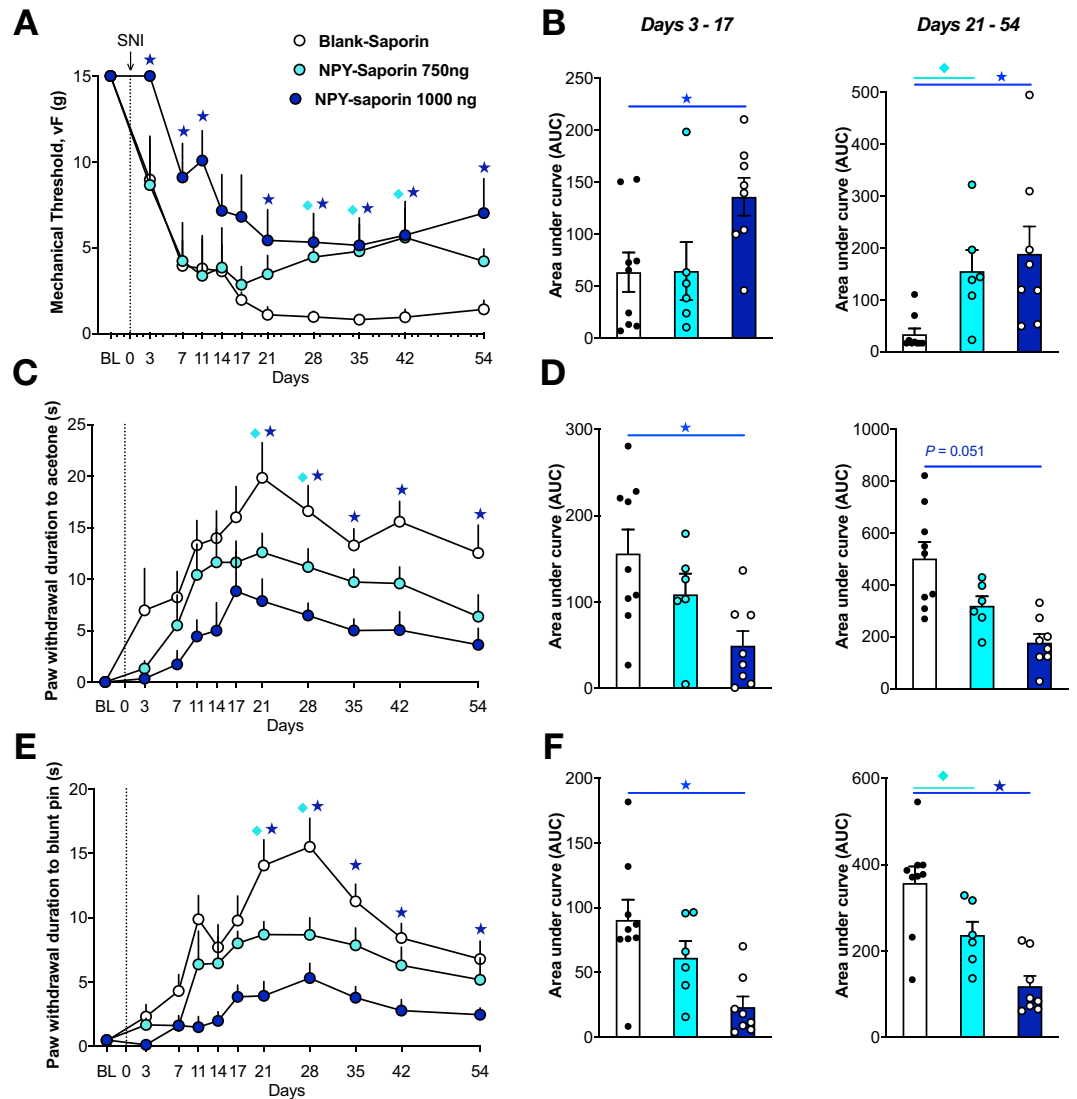 A
SNI
Blank-Saporin
NPY-Saporin 750ng
NPY-saporin 1000 ng
Mechanical Threshold, vF (g)
15
10
5
0
BL 0 3 7 11 14 17 21 28 35 42 54
Days
B
Days 3 - 17
Days 21 - 54
Area under curve (AUC)
250
200
150
100
50
0
Area under curve (AUC)
500
400
300
200
100
0
C
Paw withdrawal duration to acetone (s)
25
20
15
10
5
0
BL 0 3 7 11 14 17 21 28 35 42 54
Days
D
Area under curve (AUC)
300
200
100
0
Area under curve (AUC)
1000
800
600
400
200
0
P = 0.051
E
Paw withdrawal duration to blunt pin (s)
20
15
10
5
0
BL 0 3 7 11 14 17 21 28 35 42 54
Days
F
Area under curve (AUC)
200
150
100
50
0
Area under curve (AUC)
600
400
200
0